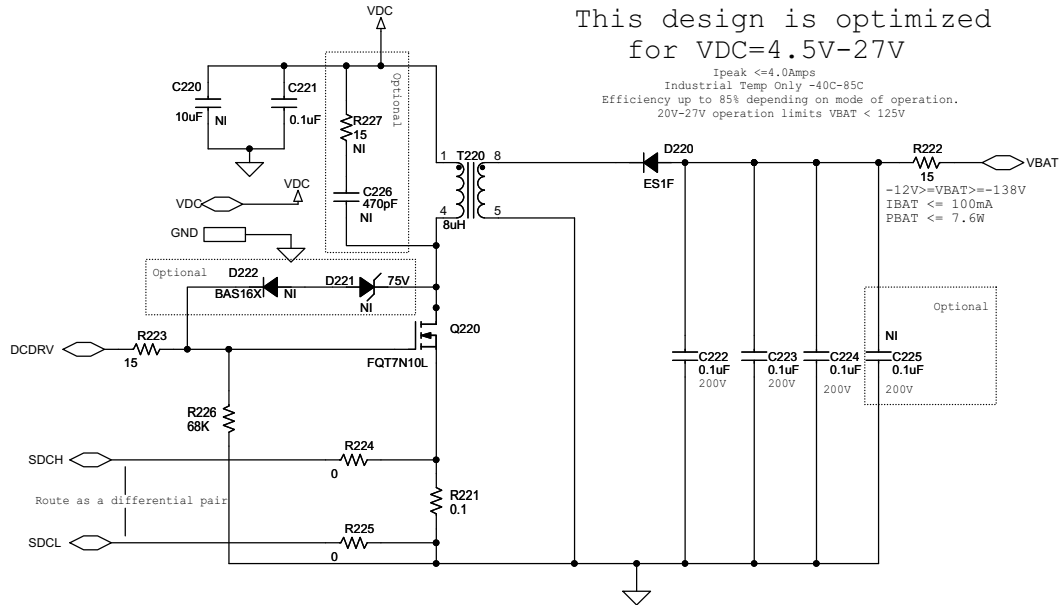 This design is optimized
for VDC=4.5V-27V
Ipeak <=4.0Amps
Industrial Temp Only -40C-85C
Efficiency up to 85% depending on mode of operation.
20V-27V operation limits VBAT < 125V
VDC
C220
10uF
NI
C221
0.1uF
R227
15
NI
Optional
C226
470pF
NI
VDC
VDC
GND
1
T220
8
4
8uH
5
D220
ES1F
R222
15
VBAT
-12V>=VBAT>=-138V
IBAT <= 100mA
PBAT <= 7.6W
Optional
D222
BAS16X
NI
D221
75V
NI
Q220
FQT7N10L
DCDRV
R223
15
R226
68K
C222
0.1uF
200V
C223
0.1uF
200V
C224
0.1uF
200V
NI
C225
0.1uF
200V
Optional
SDCH
R224
0
Route as a differential pair
R221
0.1
SDCL
R225
0